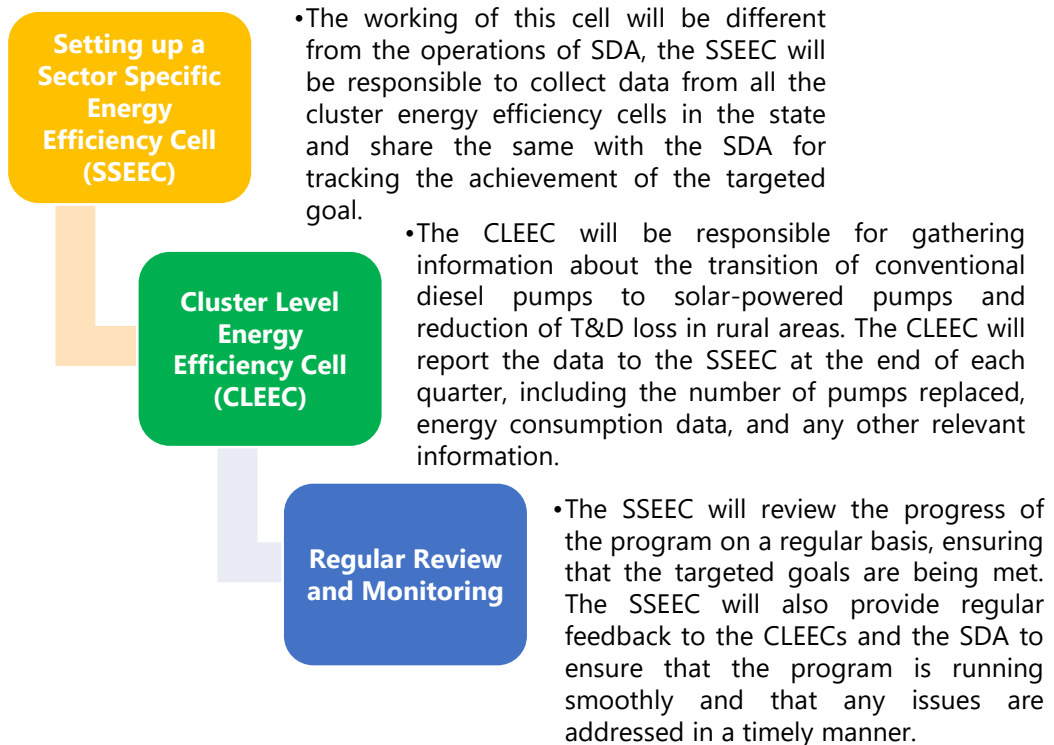 Setting up a
Sector Specific
Energy
Efficiency Cell
(SSEEC)
•The working of this cell will be different
from the operations of SDA, the SSEEC will
be responsible to collect data from all the
cluster energy efficiency cells in the state
and share the same with the SDA for
tracking the achievement of the targeted
goal.
Cluster Level
Energy
Efficiency Cell
(CLEEC)
•The CLEEC will be responsible for gathering
information about the transition of conventional
diesel pumps to solar-powered pumps and
reduction of T&D loss in rural areas. The CLEEC will
report the data to the SSEEC at the end of each
quarter, including the number of pumps replaced,
energy consumption data, and any other relevant
information.
Regular Review
and Monitoring
•The SSEEC will review the progress of
the program on a regular basis, ensuring
that the targeted goals are being met.
The SSEEC will also provide regular
feedback to the CLEECs and the SDA to
ensure that the program is running
smoothly and that any issues are
addressed in a timely manner.